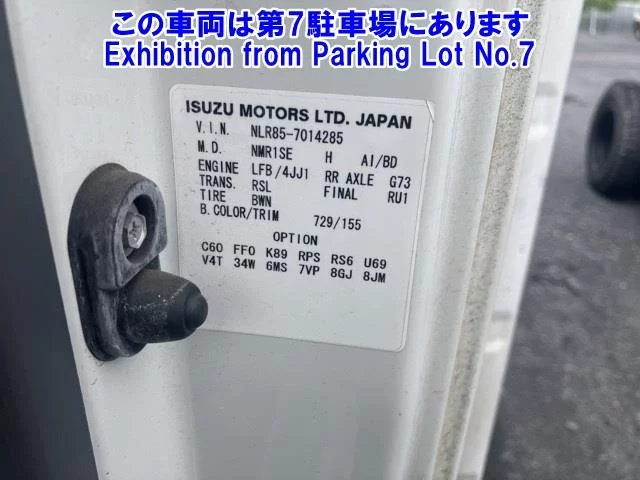 この車両は第7駐車場にあります
Exhibition from Parking Lot No.7
ISUZU MOTORS LTD. JAPAN
V.I.N. NLR85-7014285
M.D. NMR1SE H AI/BD
ENGINE LFB/4JJ1 RR AXLE G73
TRANS. RSL FINAL RU1
TIRE BWN
B.COLOR/TRIM 729/155
OPTION
C60 FF0 K89 RPS RS6 U69
V4T 34W 6MS 7VP 8GJ 8JM